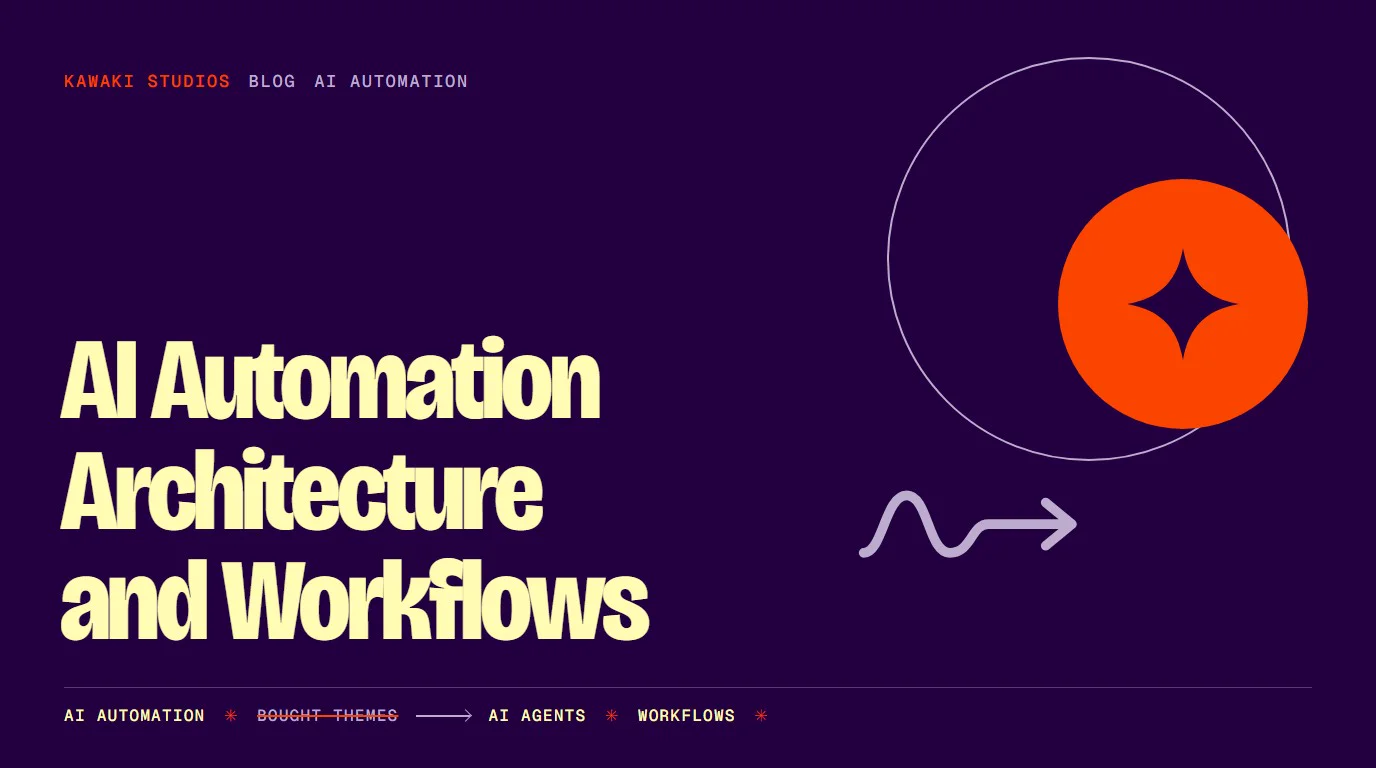 KAWAKI STUDIOS BLOG AI AUTOMATION
AI Automation
Architecture
and Workflows
AI AUTOMATION ✳ BOUGHT THEMES → AI AGENTS ✳ WORKFLOWS ✳